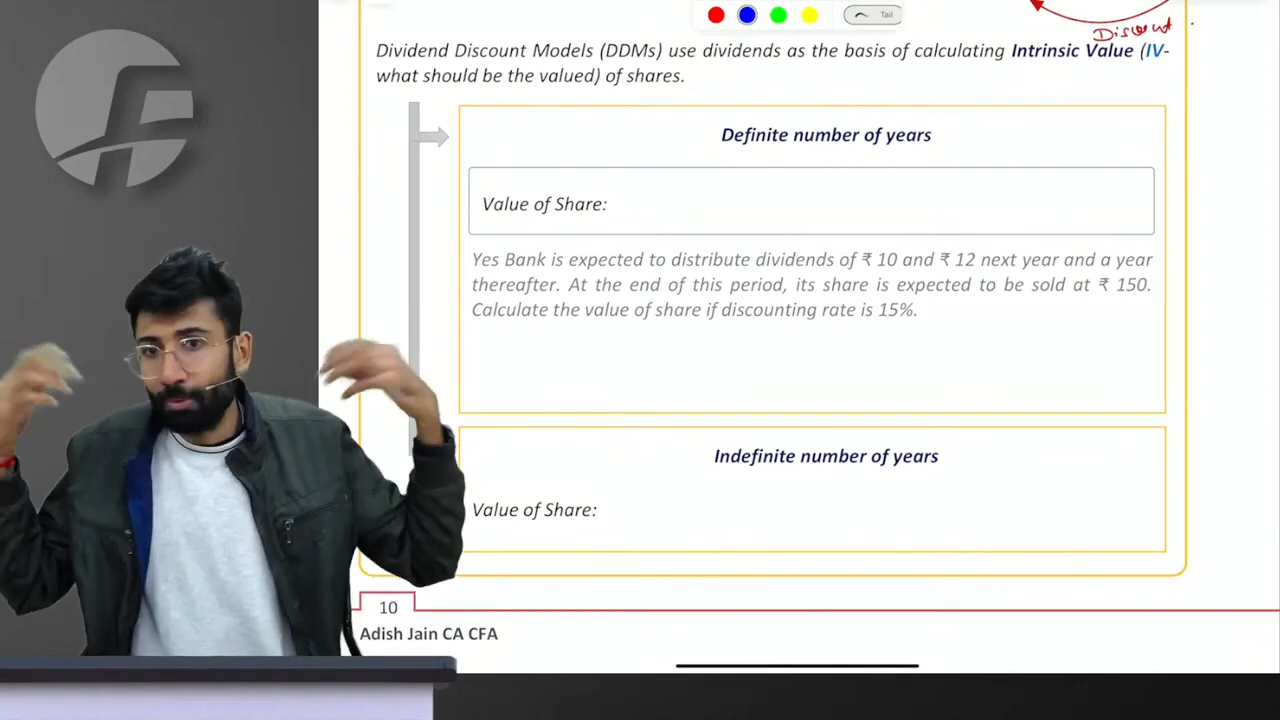 Tail
Discount
Dividend Discount Models (DDMs) use dividends as the basis of calculating Intrinsic Value (IV-
what should be the valued) of shares.
Definite number of years
Value of Share:
Yes Bank is expected to distribute dividends of ₹ 10 and ₹ 12 next year and a year
thereafter. At the end of this period, its share is expected to be sold at ₹ 150.
Calculate the value of share if discounting rate is 15%.
Indefinite number of years
Value of Share:
10
Adish Jain CA CFA